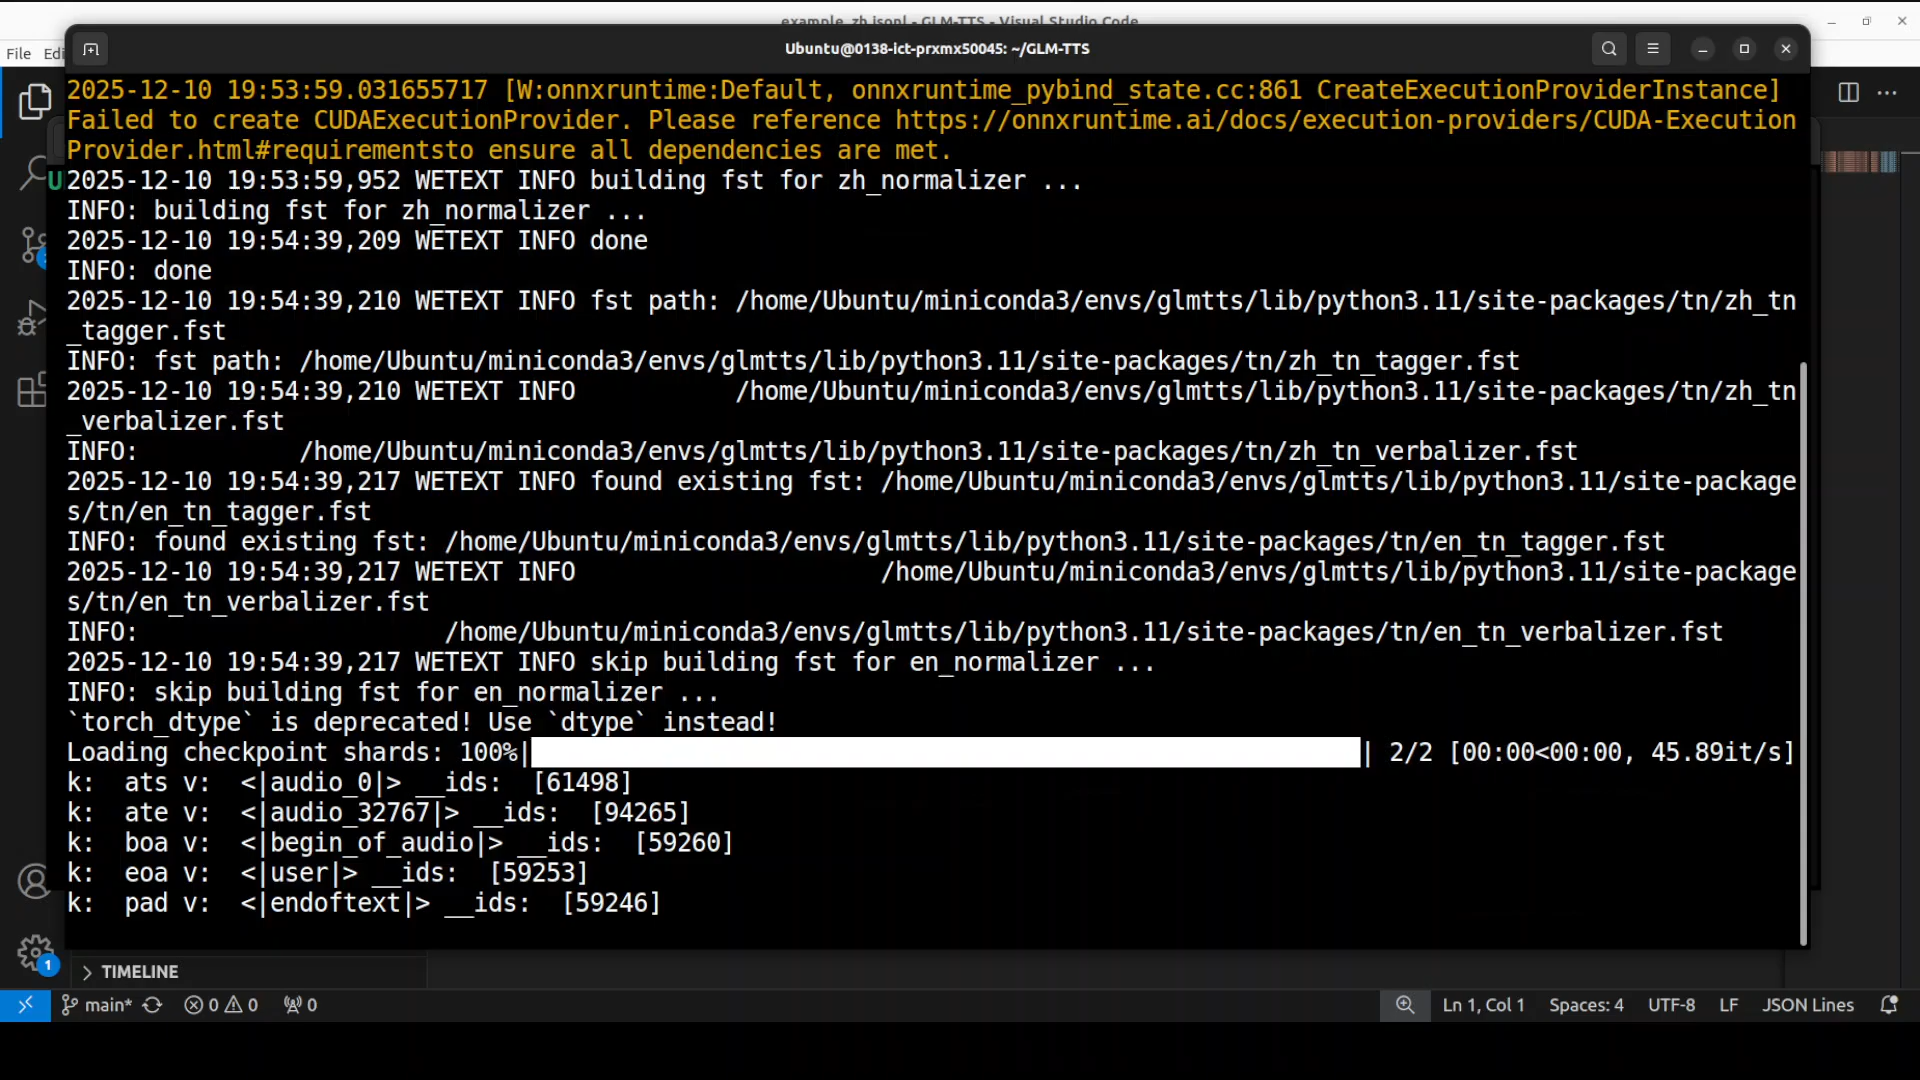 example_zh.jsonl - GLM-TTS - Visual Studio Code
File Edi
Ubuntu@0138-ict-prxmx50045: ~/GLM-TTS
2025-12-10 19:53:59.031655717 [W:onnxruntime:Default, onnxruntime_pybind_state.cc:861 CreateExecutionProviderInstance]
Failed to create CUDAExecutionProvider. Please reference https://onnxruntime.ai/docs/execution-providers/CUDA-Execution
Provider.html#requirementsto ensure all dependencies are met.
U
2025-12-10 19:53:59,952 WETEXT INFO building fst for zh_normalizer ...
INFO: building fst for zh_normalizer ...
2025-12-10 19:54:39,209 WETEXT INFO done
INFO: done
2025-12-10 19:54:39,210 WETEXT INFO fst path: /home/Ubuntu/miniconda3/envs/glmtts/lib/python3.11/site-packages/tn/zh_tn
_tagger.fst
INFO: fst path: /home/Ubuntu/miniconda3/envs/glmtts/lib/python3.11/site-packages/tn/zh_tn_tagger.fst
2025-12-10 19:54:39,210 WETEXT INFO           /home/Ubuntu/miniconda3/envs/glmtts/lib/python3.11/site-packages/tn/zh_tn
_verbalizer.fst
INFO:           /home/Ubuntu/miniconda3/envs/glmtts/lib/python3.11/site-packages/tn/zh_tn_verbalizer.fst
2025-12-10 19:54:39,217 WETEXT INFO found existing fst: /home/Ubuntu/miniconda3/envs/glmtts/lib/python3.11/site-package
s/tn/en_tn_tagger.fst
INFO: found existing fst: /home/Ubuntu/miniconda3/envs/glmtts/lib/python3.11/site-packages/tn/en_tn_tagger.fst
2025-12-10 19:54:39,217 WETEXT INFO                     /home/Ubuntu/miniconda3/envs/glmtts/lib/python3.11/site-package
s/tn/en_tn_verbalizer.fst
INFO:                     /home/Ubuntu/miniconda3/envs/glmtts/lib/python3.11/site-packages/tn/en_tn_verbalizer.fst
2025-12-10 19:54:39,217 WETEXT INFO skip building fst for en_normalizer ...
INFO: skip building fst for en_normalizer ...
`torch_dtype` is deprecated! Use `dtype` instead!
Loading checkpoint shards: 100%| | 2/2 [00:00<00:00, 45.89it/s]
k:  ats v:  <|audio_0|> __ids:  [61498]
k:  ate v:  <|audio_32767|> __ids:  [94265]
k:  boa v:  <|begin_of_audio|> __ids:  [59260]
k:  eoa v:  <|user|> __ids:  [59253]
k:  pad v:  <|endoftext|> __ids:  [59246]
1
TIMELINE
main* 0 0 0 Ln 1, Col 1 Spaces: 4 UTF-8 LF JSON Lines